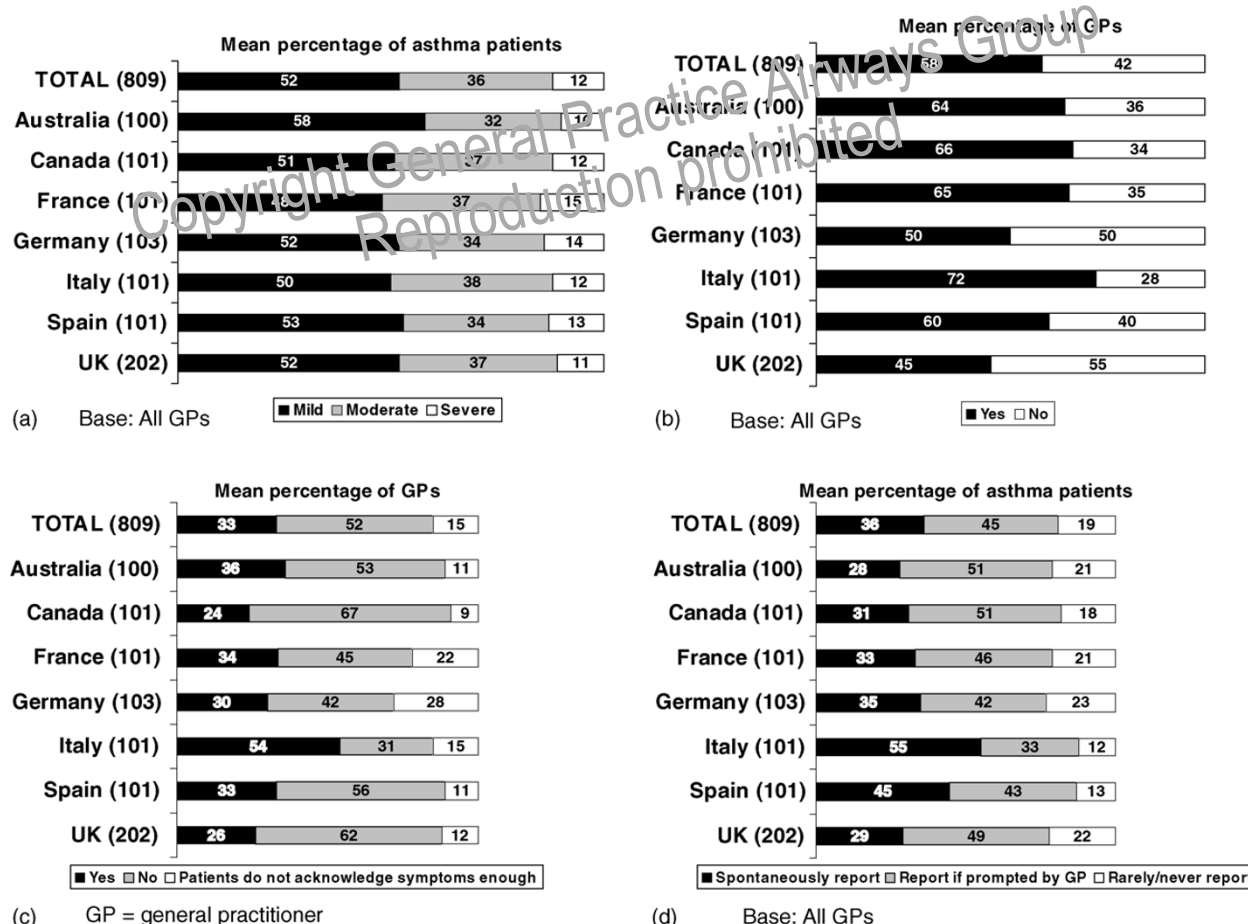 Mean percentage of asthma patients
TOTAL (809) 52 36 12
Australia (100) 58 32 10
Canada (101) 51 37 12
France (101) 48 37 15
Germany (103) 52 34 14
Italy (101) 50 38 12
Spain (101) 53 34 13
UK (202) 52 37 11
Mild Moderate Severe
(a) Base: All GPs
Mean percentage of GPs
TOTAL (809) 58 42
Australia (100) 64 36
Canada (101) 66 34
France (101) 65 35
Germany (103) 50 50
Italy (101) 72 28
Spain (101) 60 40
UK (202) 45 55
Yes No
(b) Base: All GPs
Copyright General Practice Airways Group
Reproduction prohibited
Mean percentage of GPs
TOTAL (809) 33 52 15
Australia (100) 36 53 11
Canada (101) 24 67 9
France (101) 34 45 22
Germany (103) 30 42 28
Italy (101) 54 31 15
Spain (101) 33 56 11
UK (202) 26 62 12
Yes No Patients do not acknowledge symptoms enough
(c) GP = general practitioner
Mean percentage of asthma patients
TOTAL (809) 36 45 19
Australia (100) 28 51 21
Canada (101) 31 51 18
France (101) 33 46 21
Germany (103) 35 42 23
Italy (101) 55 33 12
Spain (101) 45 43 13
UK (202) 29 49 22
Spontaneously report Report if prompted by GP Rarely/never report
(d) Base: All GPs